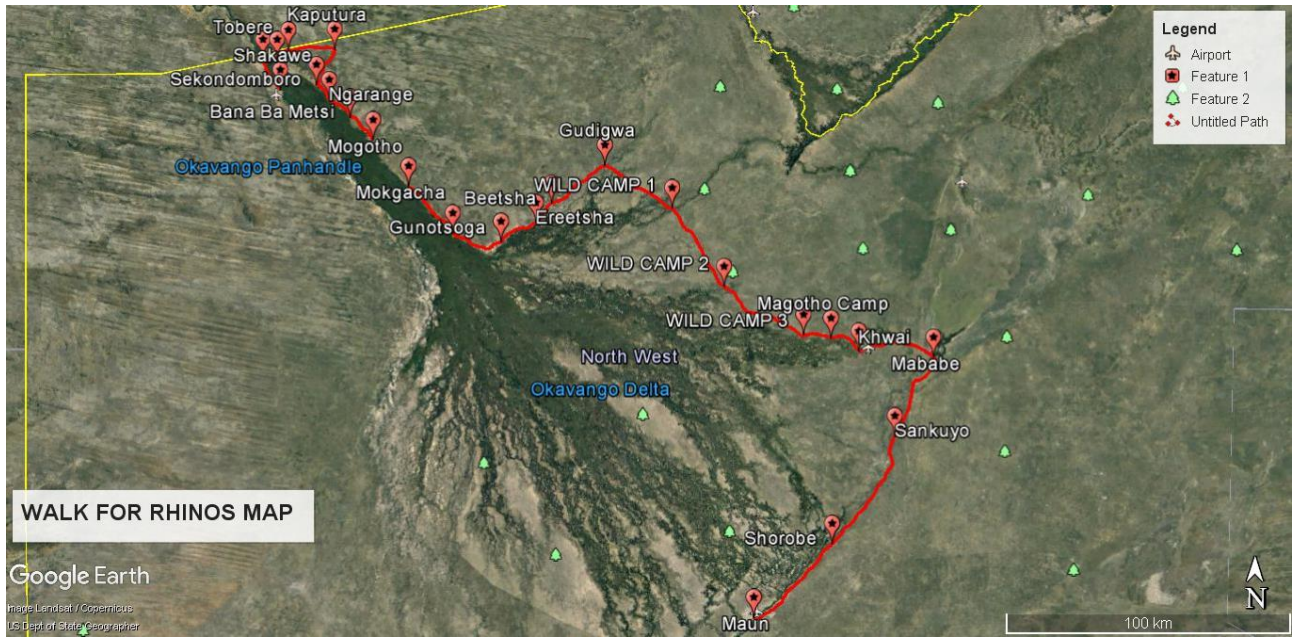 Kaputura
Tobere
Shakawe
Sekondomboro
Ngarange
Bana Ba Metsi
Mogotho
Okavango Panhandle
Mokgacha
Gudigwa
Beetsha
WILD CAMP 1
Ereetsha
Gunotsoga
WILD CAMP 2
Magotho Camp
WILD CAMP 3
Khwai
North West
Mababe
Okavango Delta
Sankuyo
Shorobe
Maun
Legend
Airport
Feature 1
Feature 2
Untitled Path
WALK FOR RHINOS MAP
Google Earth
Image Landsat / Copernicus
US Dept of State Geographer
N
100 km